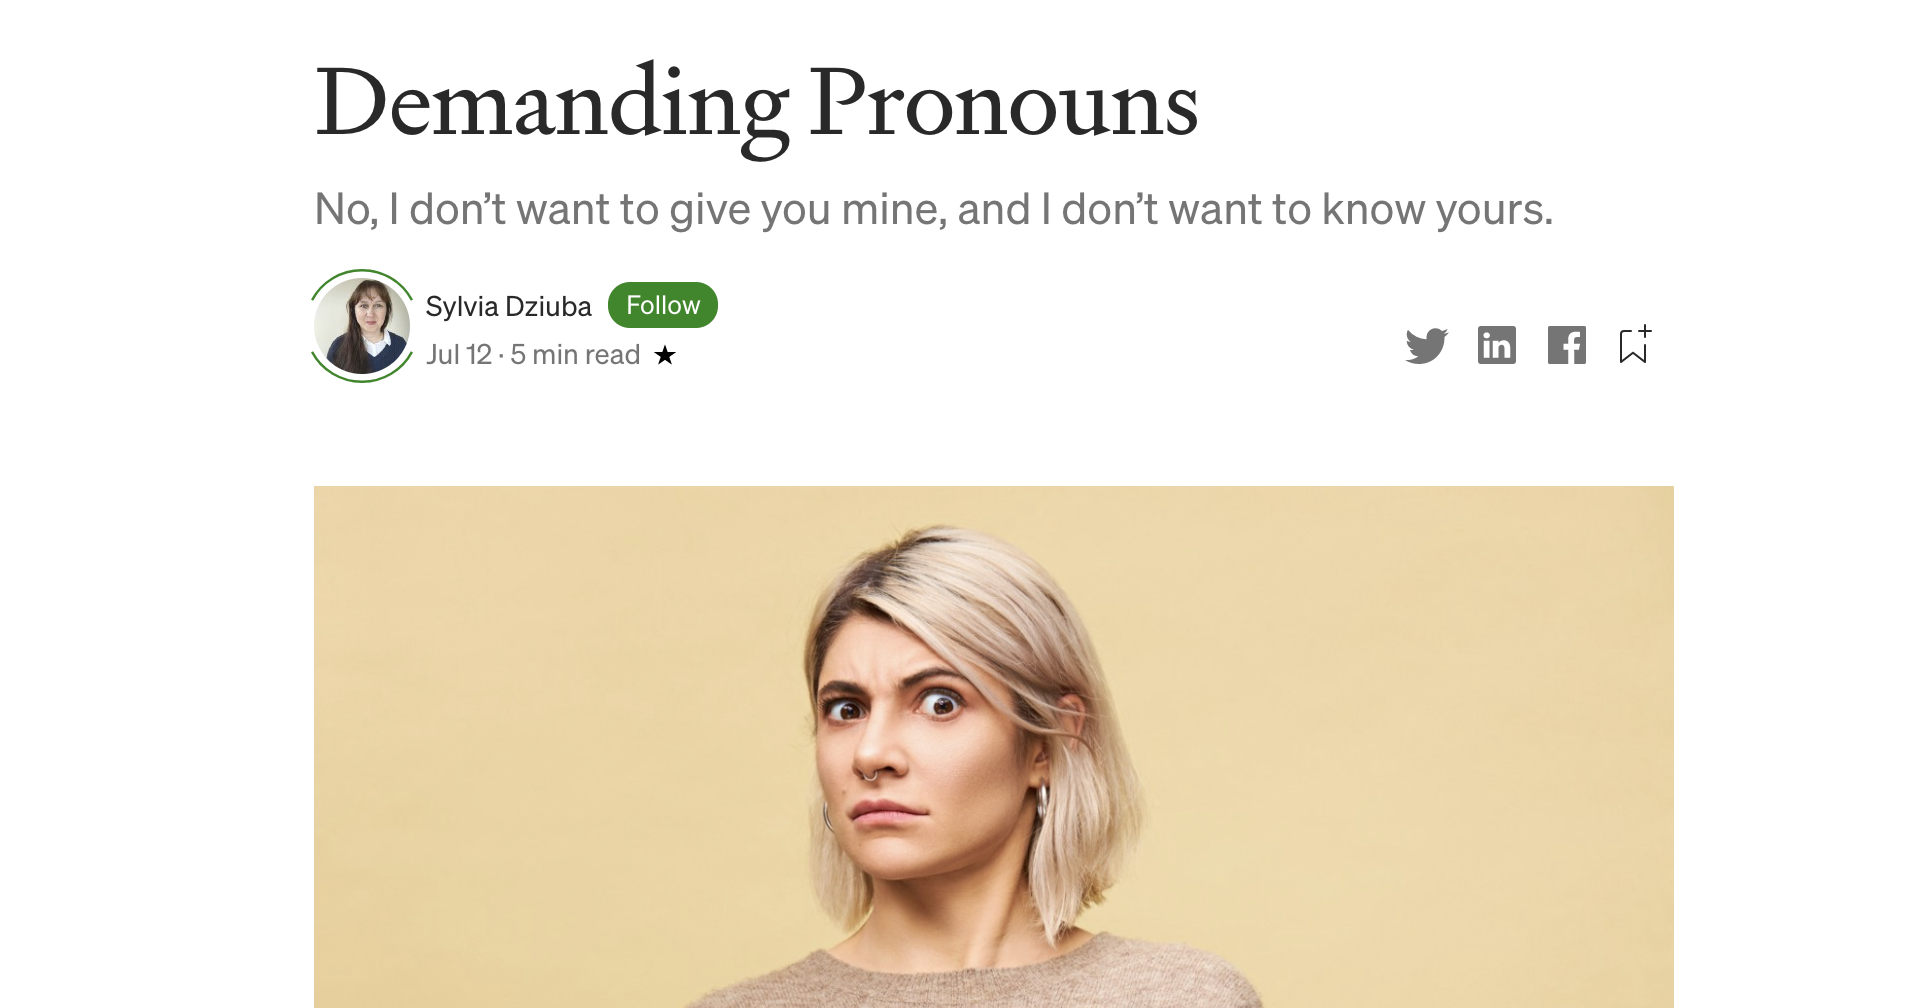 Demanding Pronouns
No, I don’t want to give you mine, and I don’t want to know yours.
Sylvia Dziuba Follow
Jul 12 · 5 min read ★